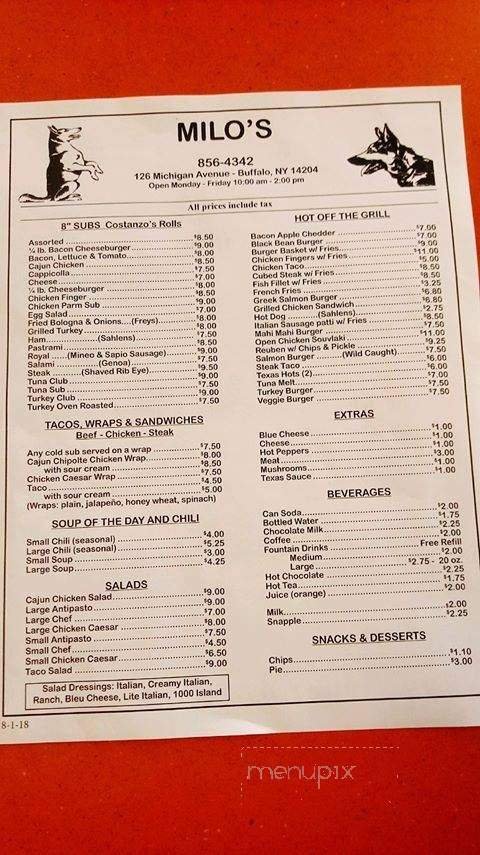 MILO'S
856-4342
126 Michigan Avenue - Buffalo, NY 14204
Open Monday - Friday 10:00 am - 2:00 pm
All prices include tax
8" SUBS Costanzo's Rolls
Assorted $8.50
¼ lb. Bacon Cheeseburger $9.00
Bacon, Lettuce & Tomato $8.00
Cajun Chicken $8.50
Cappicolla $7.50
Cheese $7.00
¼ lb. Cheeseburger $8.00
Chicken Finger $8.50
Chicken Parm Sub $9.00
Egg Salad $7.00
Fried Bologna & Onions....(Freys) $8.00
Grilled Turkey $8.00
Ham (Sahlens) $7.50
Pastrami $8.50
Royal ......(Mineo & Sapio Sausage) $9.00
Salami (Genoa) $7.50
Steak (Shaved Rib Eye) $9.50
Tuna Club $9.00
Tuna Sub $7.50
Turkey Club $9.00
Turkey Oven Roasted $7.50
TACOS, WRAPS & SANDWICHES
Beef - Chicken - Steak
Any cold sub served on a wrap $7.50
Cajun Chipolte Chicken Wrap $8.00
with sour cream $8.50
Chicken Caesar Wrap $7.50
Taco $4.50
with sour cream $5.00
(Wraps: plain, jalapeño, honey wheat, spinach)
SOUP OF THE DAY AND CHILI
Small Chili (seasonal) $4.00
Large Chili (seasonal) $5.25
Small Soup $3.00
Large Soup $4.25
SALADS
Cajun Chicken Salad $9.00
Large Antipasto $9.00
Large Chef $7.00
Large Chicken Caesar $8.00
Small Antipasto $7.50
Small Chef $4.50
Small Chicken Caesar $6.50
Taco Salad $9.00
Salad Dressings: Italian, Creamy Italian,
Ranch, Bleu Cheese, Lite Italian, 1000 Island
8-1-18
HOT OFF THE GRILL
Bacon Apple Chedder $7.00
Black Bean Burger $7.00
Burger Basket w/ Fries $9.00
Chicken Fingers w/ Fries $11.00
Chicken Taco $5.00
Cubed Steak w/ Fries $8.50
Fish Fillet w/ Fries $8.50
French Fries $3.25
Greek Salmon Burger $6.80
Grilled Chicken Sandwich $6.80
Hot Dog (Sahlens) $2.75
Italian Sausage patti w/ Fries $8.50
Mahi Mahi Burger $7.50
Open Chicken Souvlaki $11.00
Reuben w/ Chips & Pickle $9.25
Salmon Burger (Wild Caught) $7.50
Steak Taco $6.00
Texas Hots (2) $6.00
Tuna Melt $7.00
Turkey Burger $7.50
Veggie Burger $7.50
EXTRAS
Blue Cheese $1.00
Cheese $1.00
Hot Peppers $1.00
Meat $3.00
Mushrooms $1.00
Texas Sauce $1.00
BEVERAGES
Can Soda $2.00
Bottled Water $1.75
Chocolate Milk $2.25
Coffee $2.00
Fountain Drinks Free Refill
Medium $2.00
Large $2.75 - 20 oz.
Hot Chocolate $2.25
Hot Tea $1.75
Juice (orange) $2.00
Milk $2.00
Snapple $2.25
SNACKS & DESSERTS
Chips $1.10
Pie $3.00
menupix